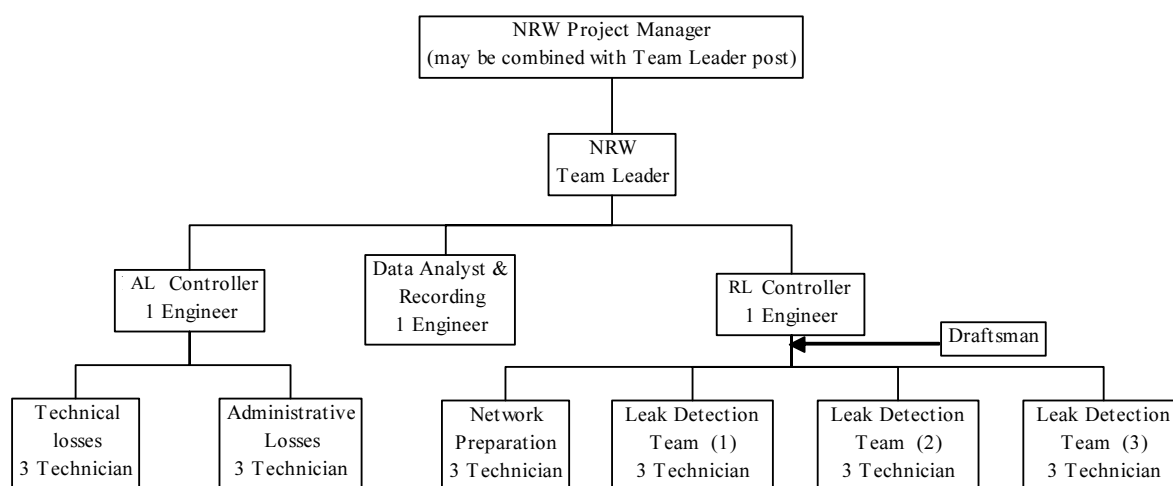 NRW Project Manager
(may be combined with Team Leader post)
NRW
Team Leader
AL Controller
1 Engineer
Data Analyst &
Recording
1 Engineer
RL Controller
1 Engineer
Draftsman
Technical
losses
3 Technician
Administrative
Losses
3 Technician
Network
Preparation
3 Technician
Leak Detection
Team (1)
3 Technician
Leak Detection
Team (2)
3 Technician
Leak Detection
Team (3)
3 Technician